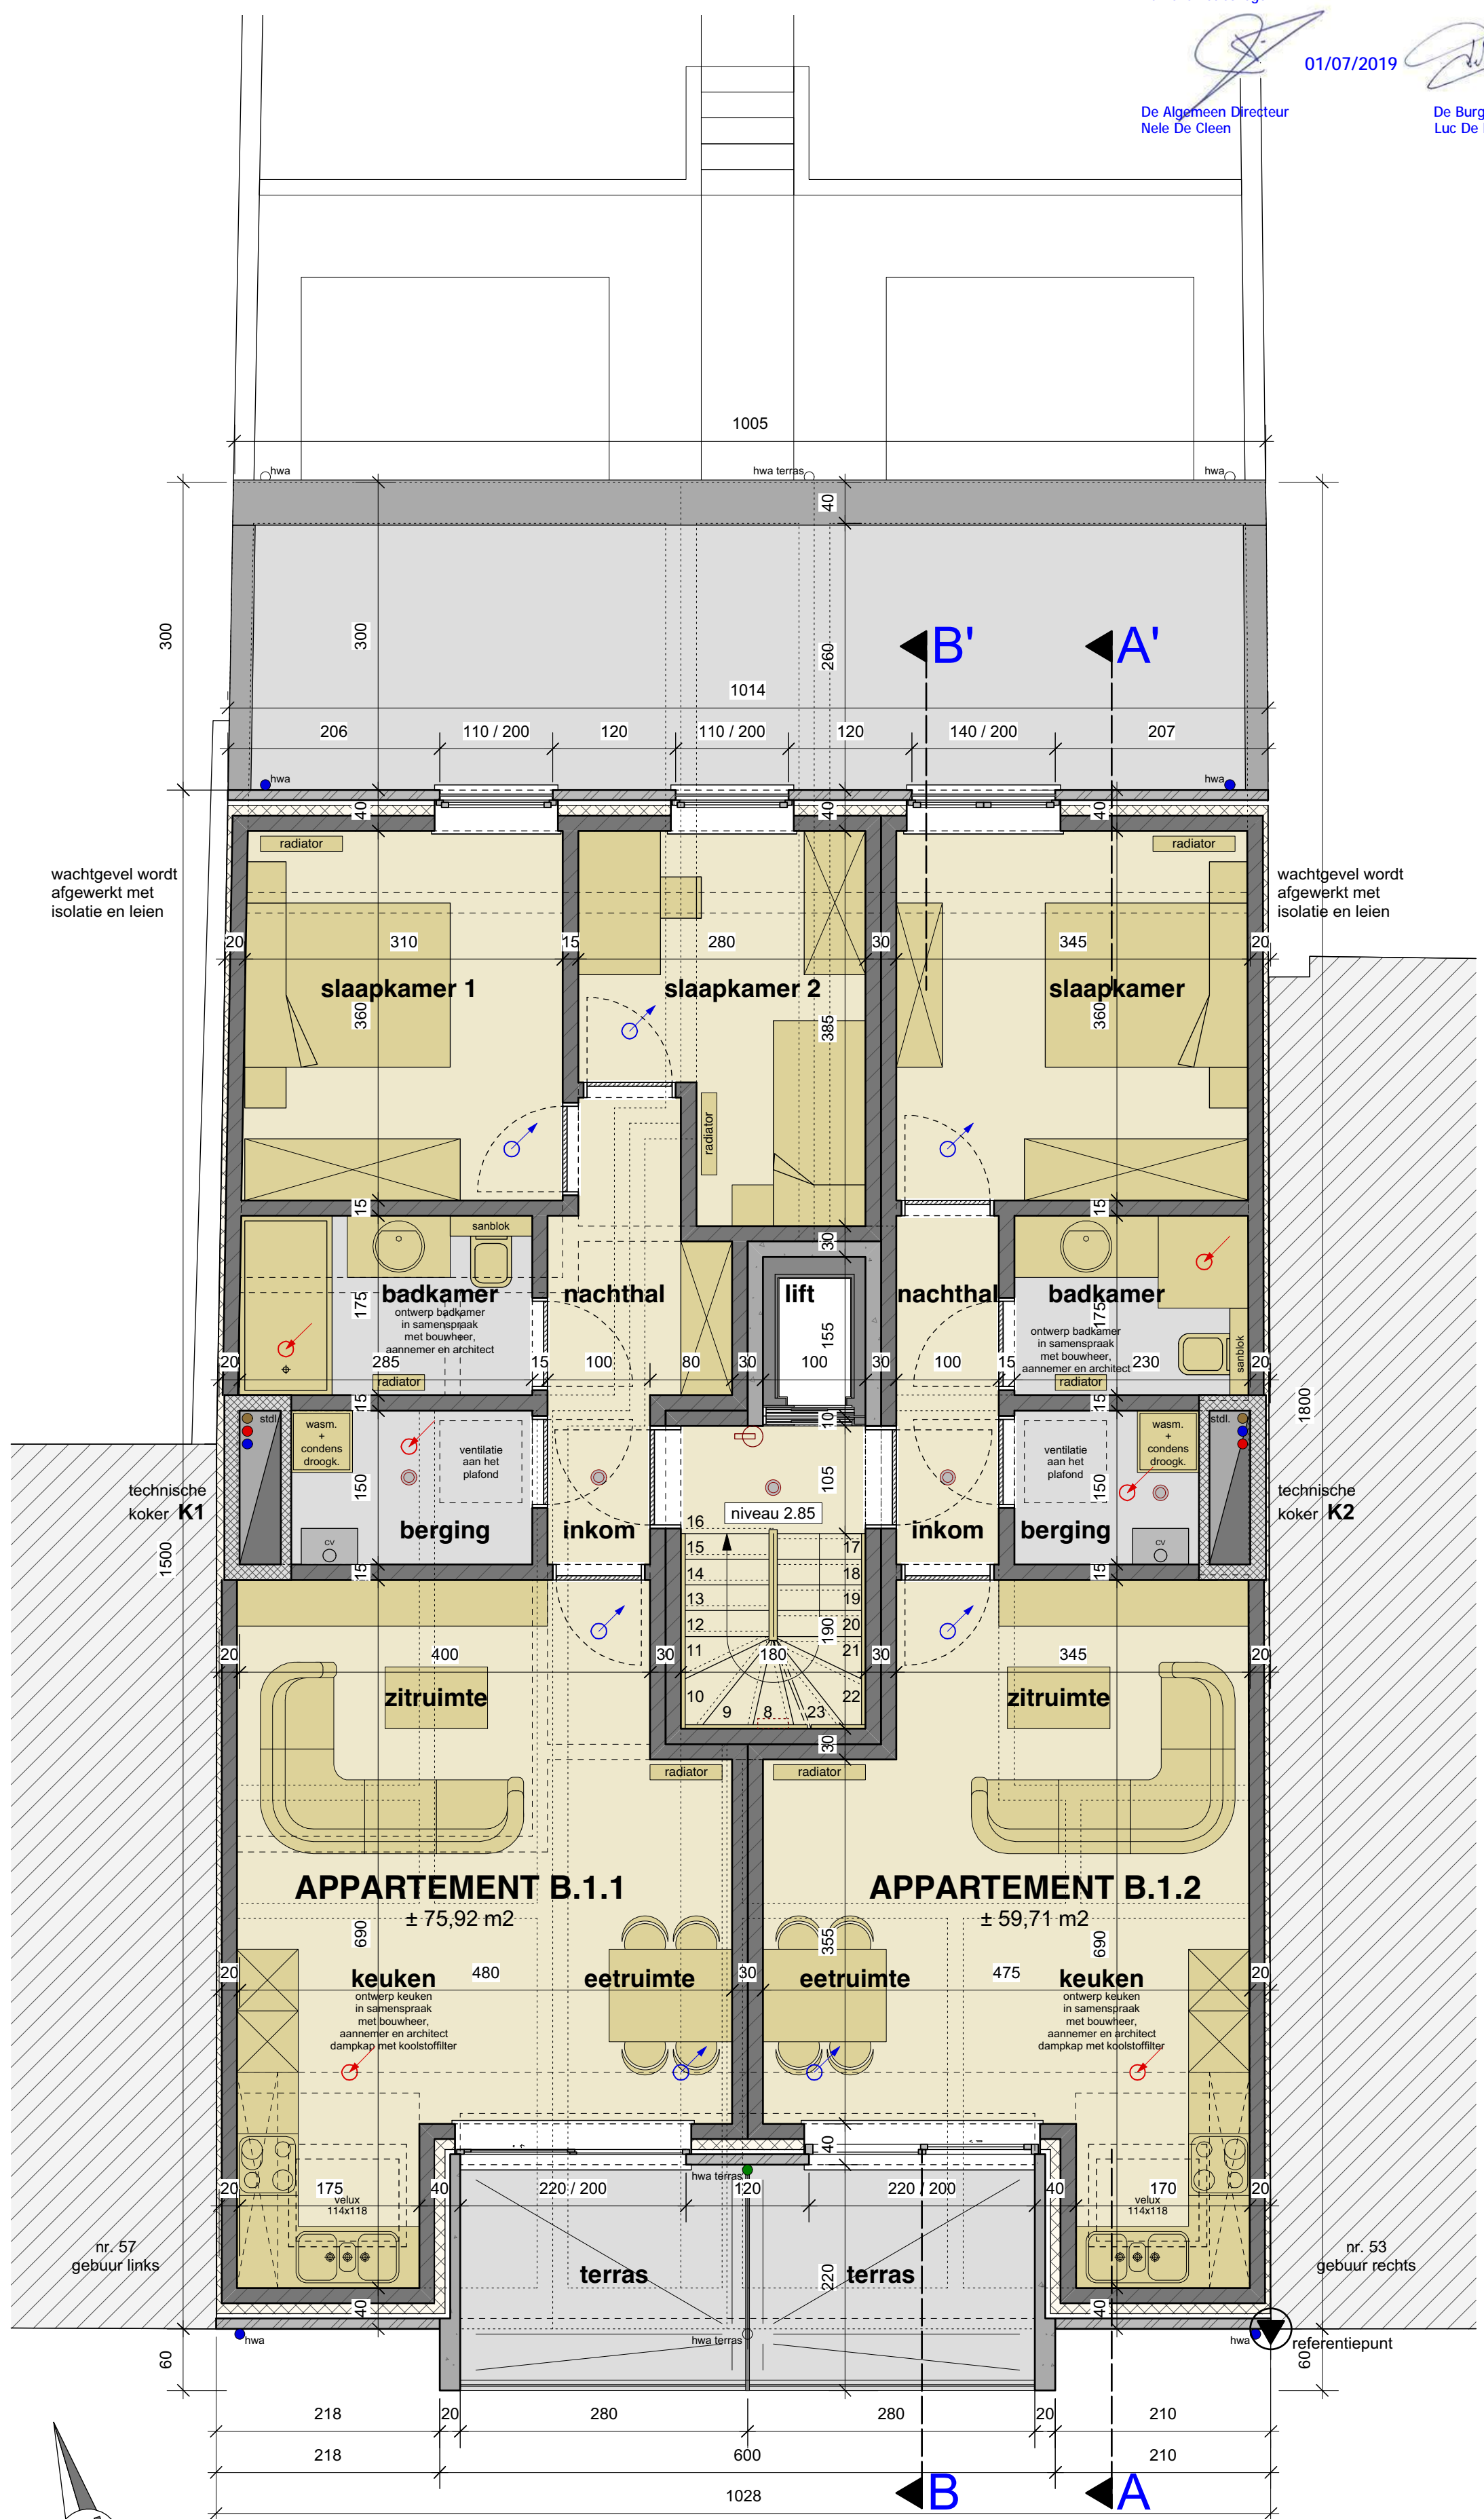 01/07/2019
De Algemeen Directeur
Nele De Cleen
De Burg
Luc De
1005
hwa
hwa terras
hwa
40
300
300
260
B'
A'
1014
206
110 / 200
120
110 / 200
120
140 / 200
207
hwa
hwa
40
40
40
radiator
radiator
wachtgevel wordt
afgewerkt met
isolatie en leien
wachtgevel wordt
afgewerkt met
isolatie en leien
20
310
15
280
30
345
20
slaapkamer 1
slaapkamer 2
slaapkamer
360
385
360
radiator
15
15
sanblok
30
badkamer
nachthal
lift
nachthal
badkamer
ontwerp badkamer
in samenspraak
met bouwheer,
aannemer en architect
175
155
175
ontwerp badkamer
in samenspraak
met bouwheer,
aannemer en architect
sanblok
20
285
15
100
80
30
100
30
100
15
230
20
radiator
radiator
1800
15
15
10
stdl.
wasm.
+
condens
droogk.
ventilatie
aan het
plafond
ventilatie
aan het
plafond
wasm.
+
condens
droogk.
stdl.
technische
koker K1
150
105
150
technische
koker K2
niveau 2.85
berging
inkom
inkom
berging
cv
cv
1500
15
15
16
15
14
13
12
11
10
9
8
23
22
21
20
19
18
17
190
20
400
30
180
30
345
20
zitruimte
zitruimte
30
radiator
radiator
APPARTEMENT B.1.1
± 75,92 m2
APPARTEMENT B.1.2
± 59,71 m2
690
355
690
20
480
30
475
20
keuken
eetruimte
eetruimte
keuken
ontwerp keuken
in samenspraak
met bouwheer,
aannemer en architect
dampkap met koolstoffilter
ontwerp keuken
in samenspraak
met bouwheer,
aannemer en architect
dampkap met koolstoffilter
40
hwa terras
20
175
40
220 / 200
120
220 / 200
40
170
20
velux
114x118
velux
114x118
nr. 57
gebuur links
nr. 53
gebuur rechts
terras
terras
220
40
40
hwa
hwa terras
hwa
referentiepunt
60
60
218
20
280
280
20
210
218
600
210
B
A
1028